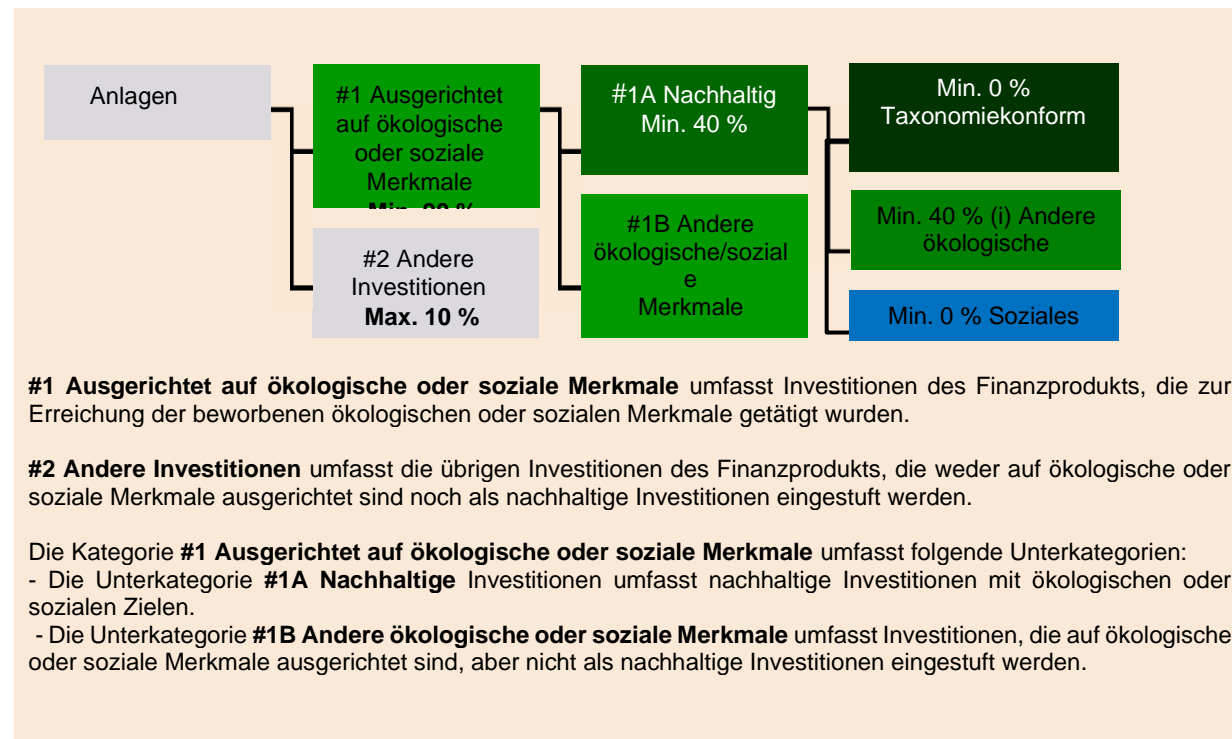 Anlagen
#1 Ausgerichtet
auf ökologische
oder soziale
Merkmale
#2 Andere
Investitionen
Max. 10 %
#1A Nachhaltig
Min. 40 %
#1B Andere
ökologische/sozial
e
Merkmale
Min. 0 %
Taxonomiekonform
Min. 40 % (i) Andere
ökologische
Min. 0 % Soziales
#1 Ausgerichtet auf ökologische oder soziale Merkmale umfasst Investitionen des Finanzprodukts, die zur
Erreichung der beworbenen ökologischen oder sozialen Merkmale getätigt wurden.
#2 Andere Investitionen umfasst die übrigen Investitionen des Finanzprodukts, die weder auf ökologische oder
soziale Merkmale ausgerichtet sind noch als nachhaltige Investitionen eingestuft werden.
Die Kategorie #1 Ausgerichtet auf ökologische oder soziale Merkmale umfasst folgende Unterkategorien:
- Die Unterkategorie #1A Nachhaltige Investitionen umfasst nachhaltige Investitionen mit ökologischen oder
sozialen Zielen.
- Die Unterkategorie #1B Andere ökologische oder soziale Merkmale umfasst Investitionen, die auf ökologische
oder soziale Merkmale ausgerichtet sind, aber nicht als nachhaltige Investitionen eingestuft werden.